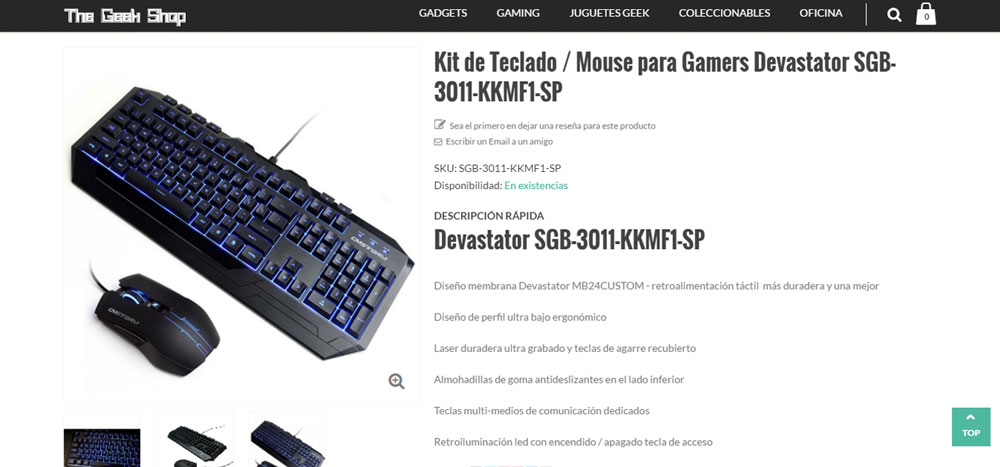 The Geek Shop
GADGETS GAMING JUGUETES GEEK COLECCIONABLES OFICINA 0
Kit de Teclado / Mouse para Gamers Devastator SGB-
3011-KKMF1-SP
Sea el primero en dejar una reseña para este producto
Escribir un Email a un amigo
SKU: SGB-3011-KKMF1-SP
Disponibilidad: En existencias
DESCRIPCIÓN RÁPIDA
Devastator SGB-3011-KKMF1-SP
Diseño membrana Devastator MB24CUSTOM - retroalimentación táctil más duradera y una mejor
Diseño de perfil ultra bajo ergonómico
Laser duradera ultra grabado y teclas de agarre recubierto
Almohadillas de goma antideslizantes en el lado inferior
Teclas multi-medios de comunicación dedicados
Retroiluminación led con encendido / apagado tecla de acceso
CMSTORM
CMSTORM
TOP